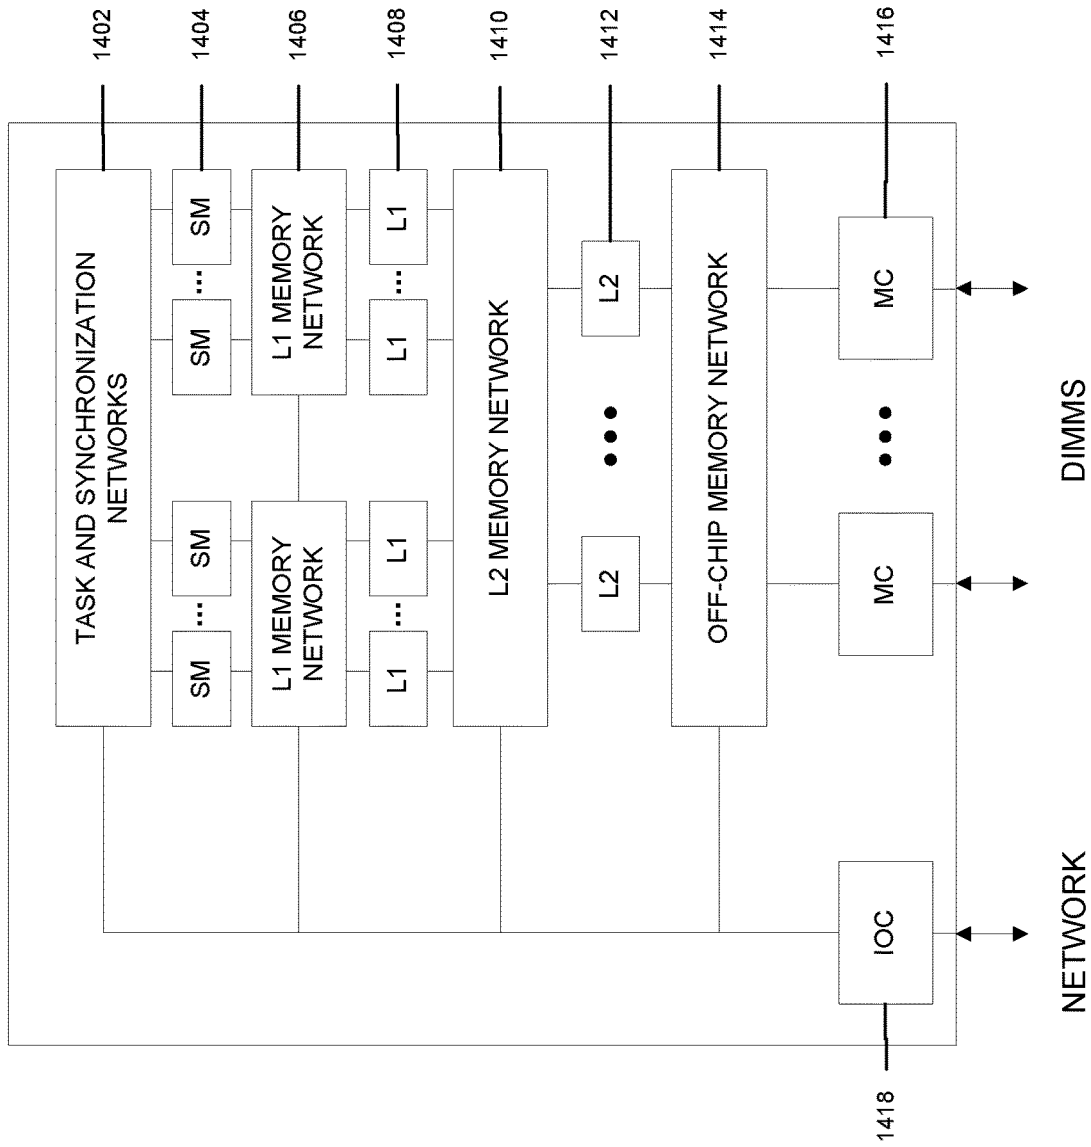 1402
1404
1406
1408
1410
1412
1414
1416
TASK AND SYNCHRONIZATION
NETWORKS
SM
...
SM
SM
...
SM
L1 MEMORY
NETWORK
L1 MEMORY
NETWORK
L1
...
L1
L1
...
L1
L2 MEMORY NETWORK
L2
...
L2
OFF-CHIP MEMORY NETWORK
IOC
MC
...
MC
1418
NETWORK
DIMMS